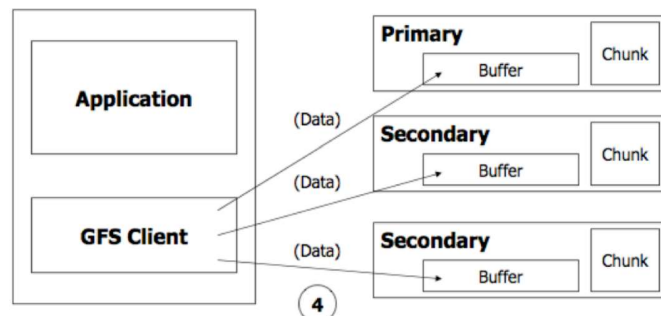 Application
GFS Client
(Data)
(Data)
(Data)
4
Primary
Buffer
Chunk
Secondary
Buffer
Chunk
Secondary
Buffer
Chunk